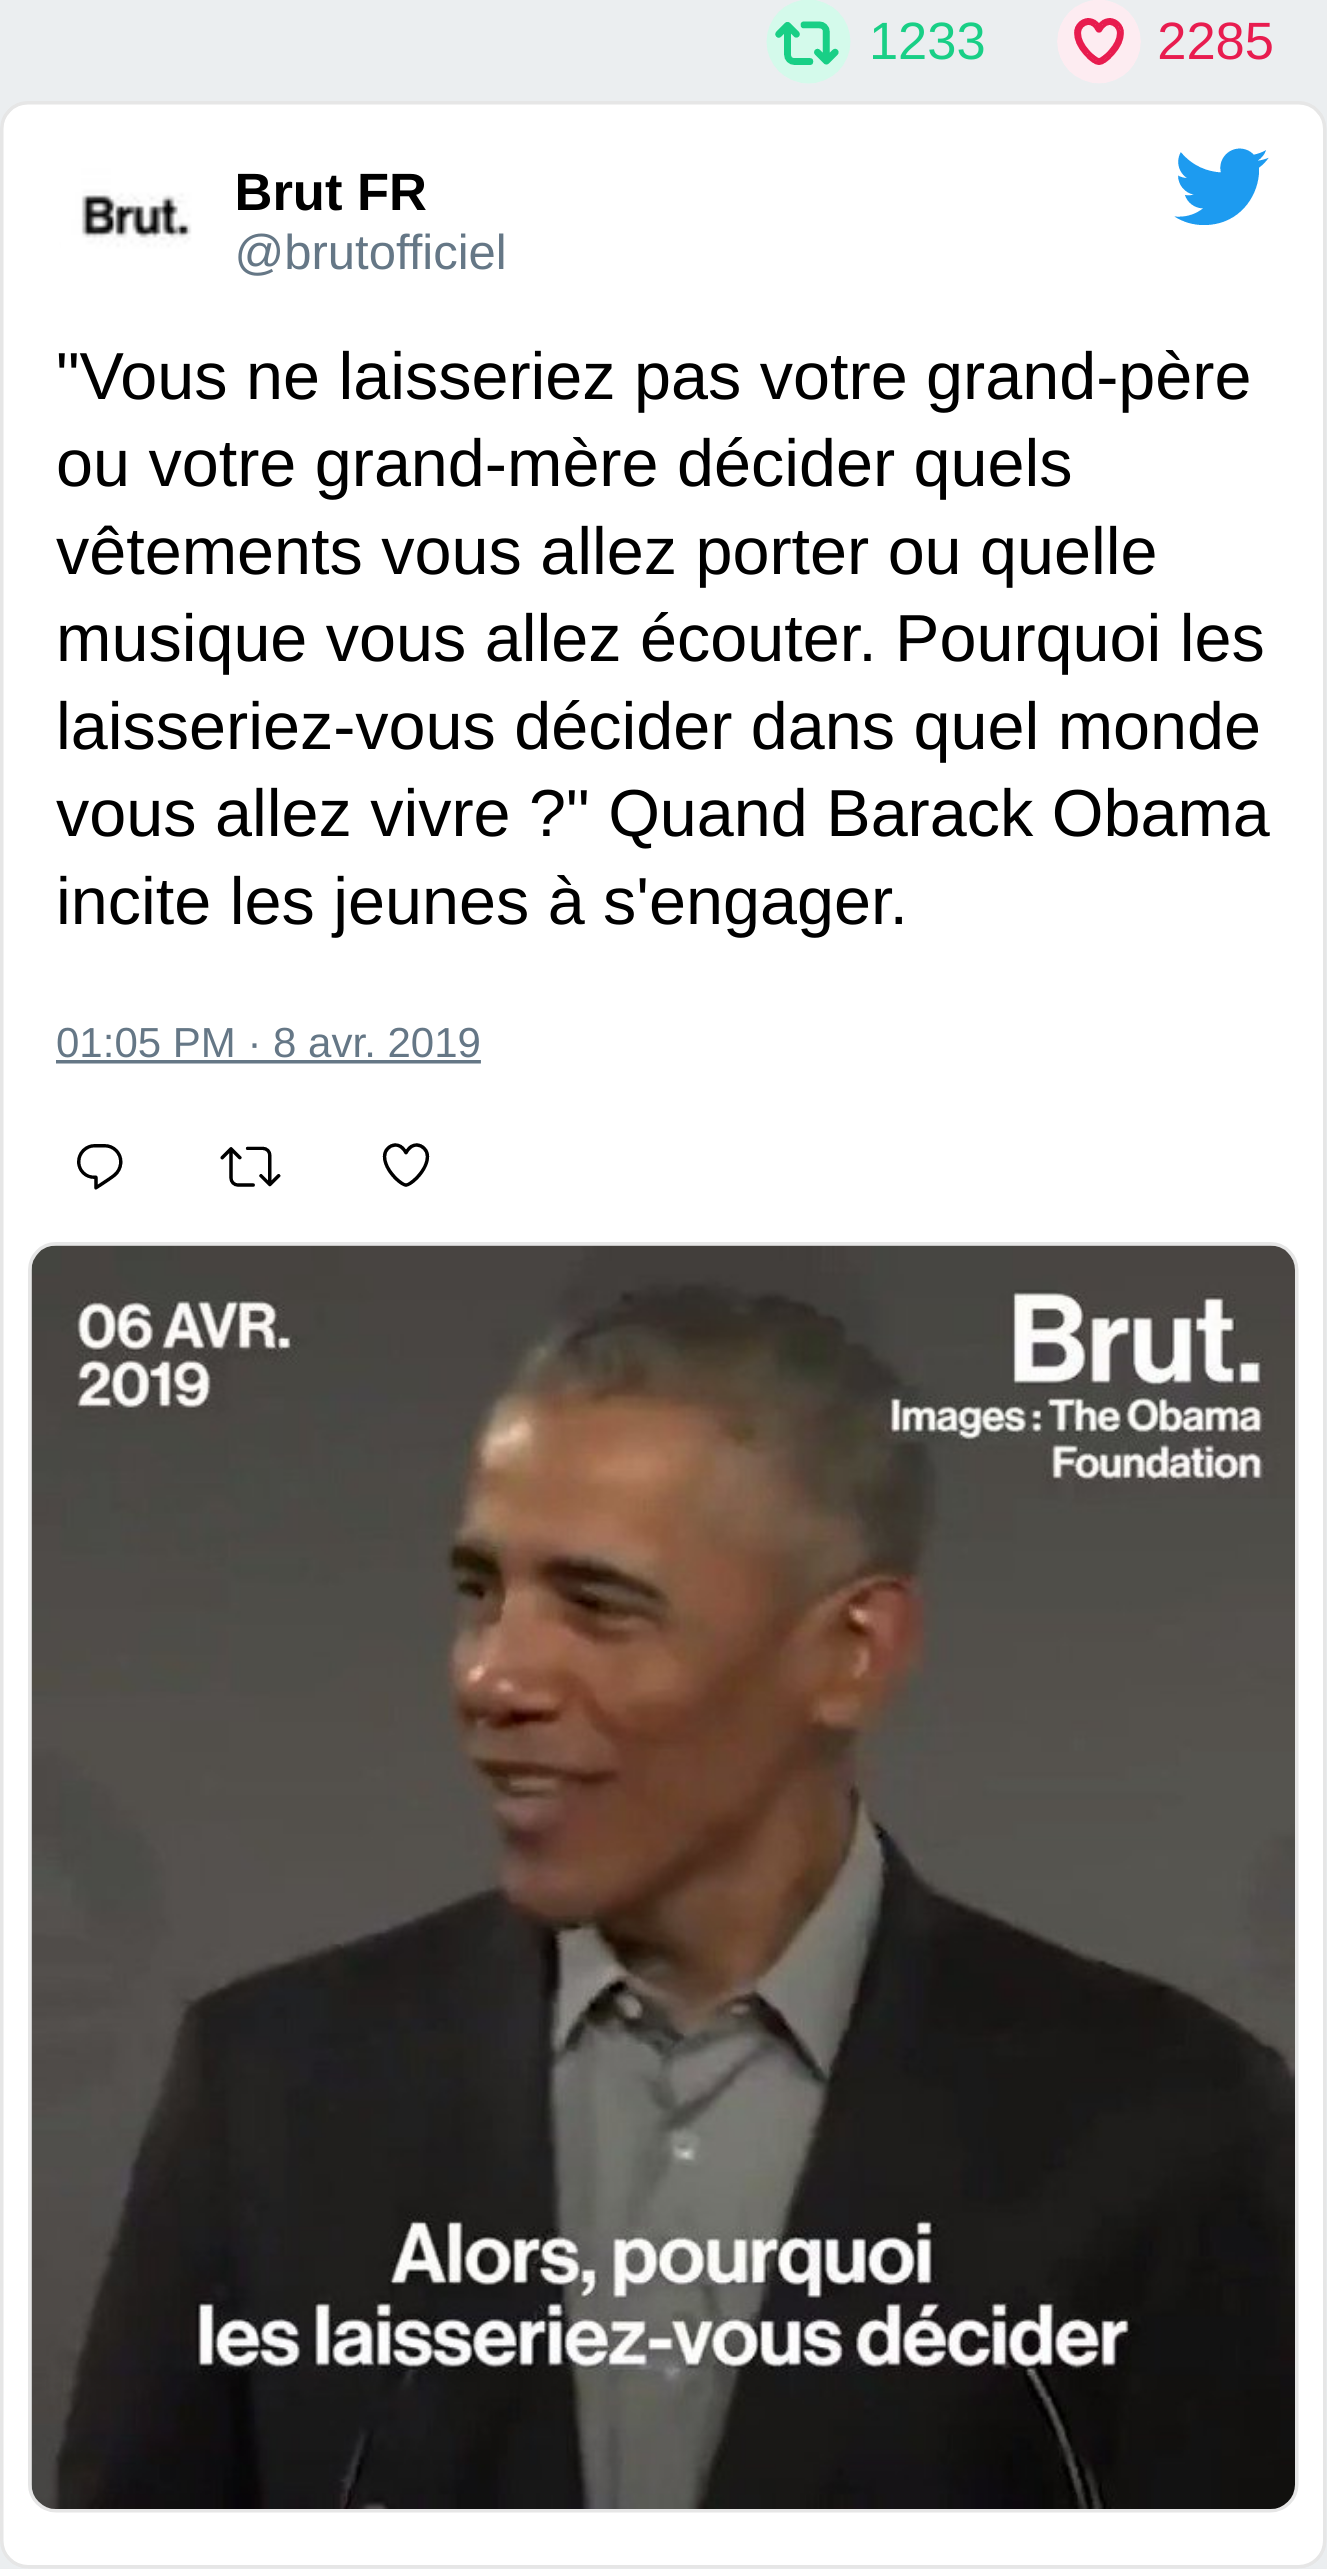 1233 2285
Brut.
Brut FR
@brutofficiel
"Vous ne laisseriez pas votre grand-père
ou votre grand-mère décider quels
vêtements vous allez porter ou quelle
musique vous allez écouter. Pourquoi les
laisseriez-vous décider dans quel monde
vous allez vivre ?" Quand Barack Obama
incite les jeunes à s'engager.
01:05 PM · 8 avr. 2019
06 AVR.
2019
Brut.
Images : The Obama
Foundation
Alors, pourquoi
les laisseriez-vous décider